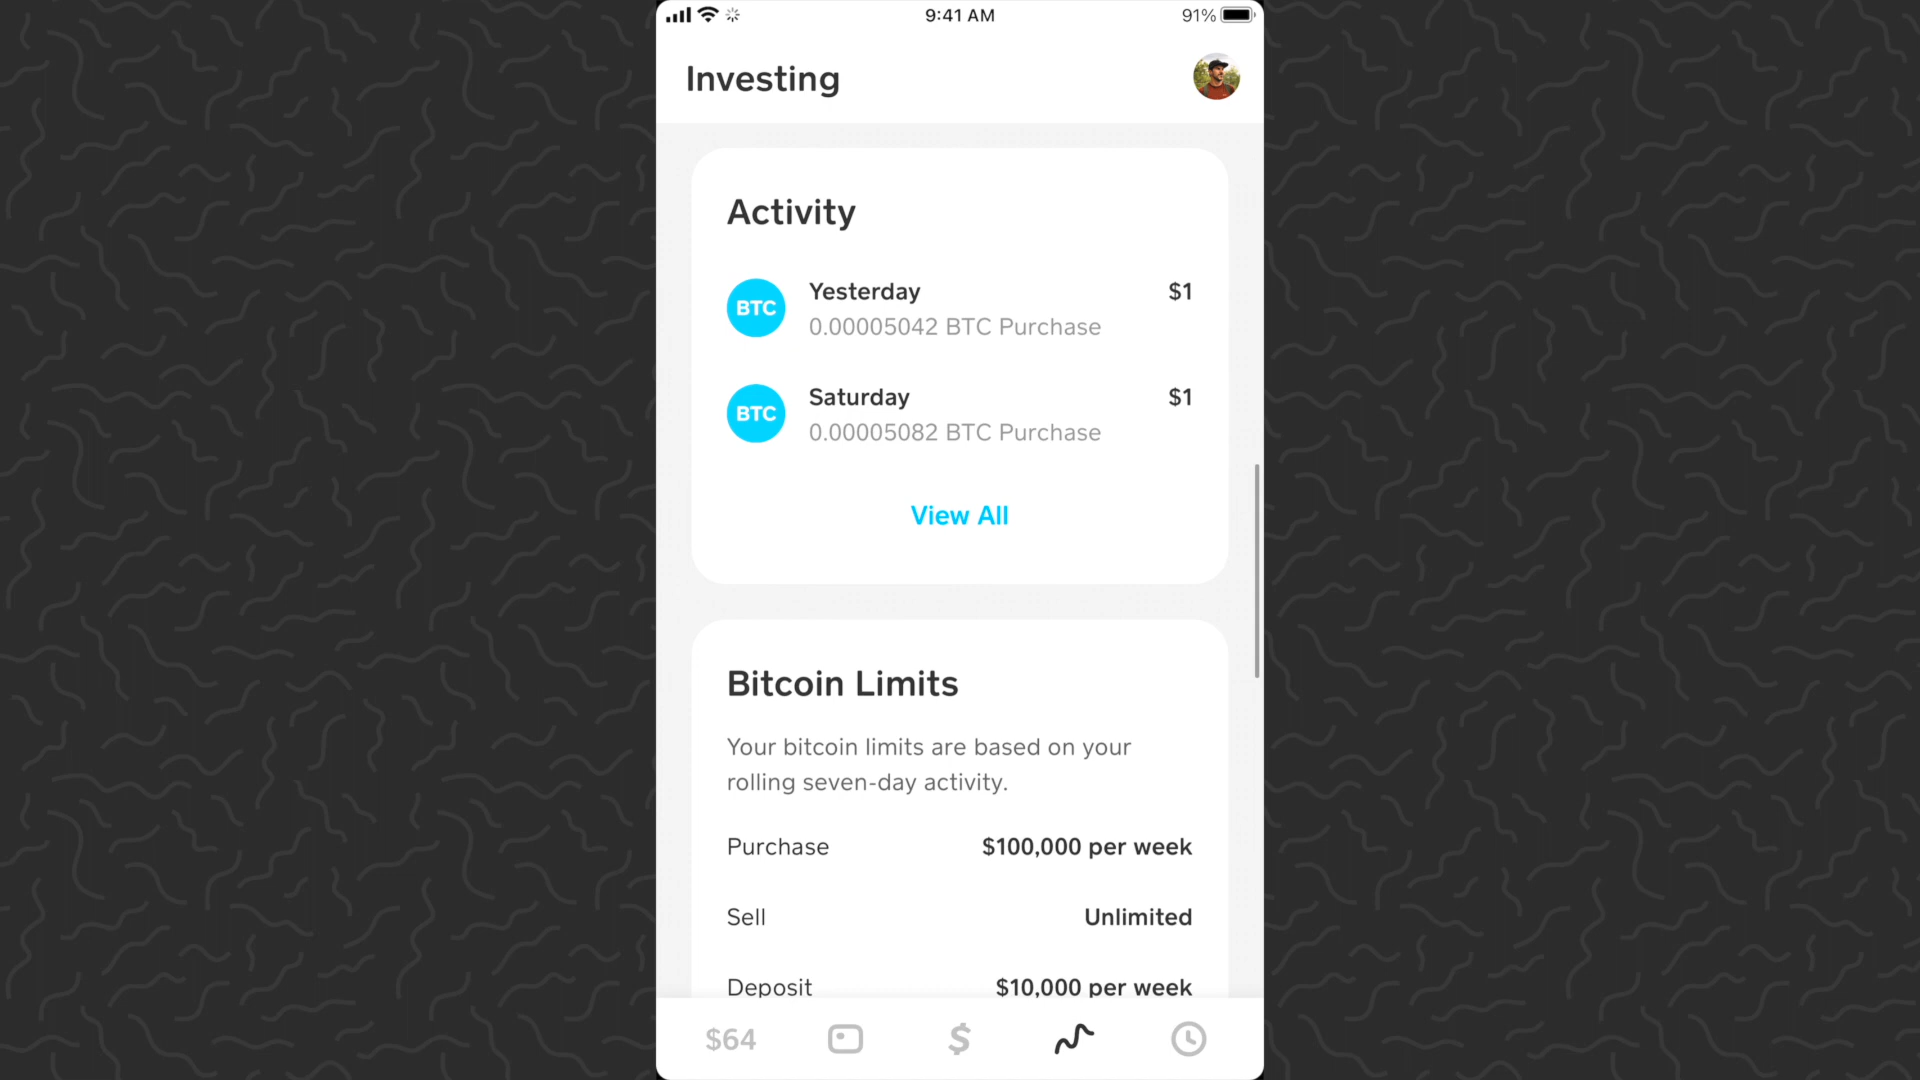 9:41 AM
91%
Investing
Activity
BTC
Yesterday
$1
0.00005042 BTC Purchase
BTC
Saturday
$1
0.00005082 BTC Purchase
View All
Bitcoin Limits
Your bitcoin limits are based on your
rolling seven-day activity.
Purchase
$100,000 per week
Sell
Unlimited
Deposit
$10,000 per week
$64
$